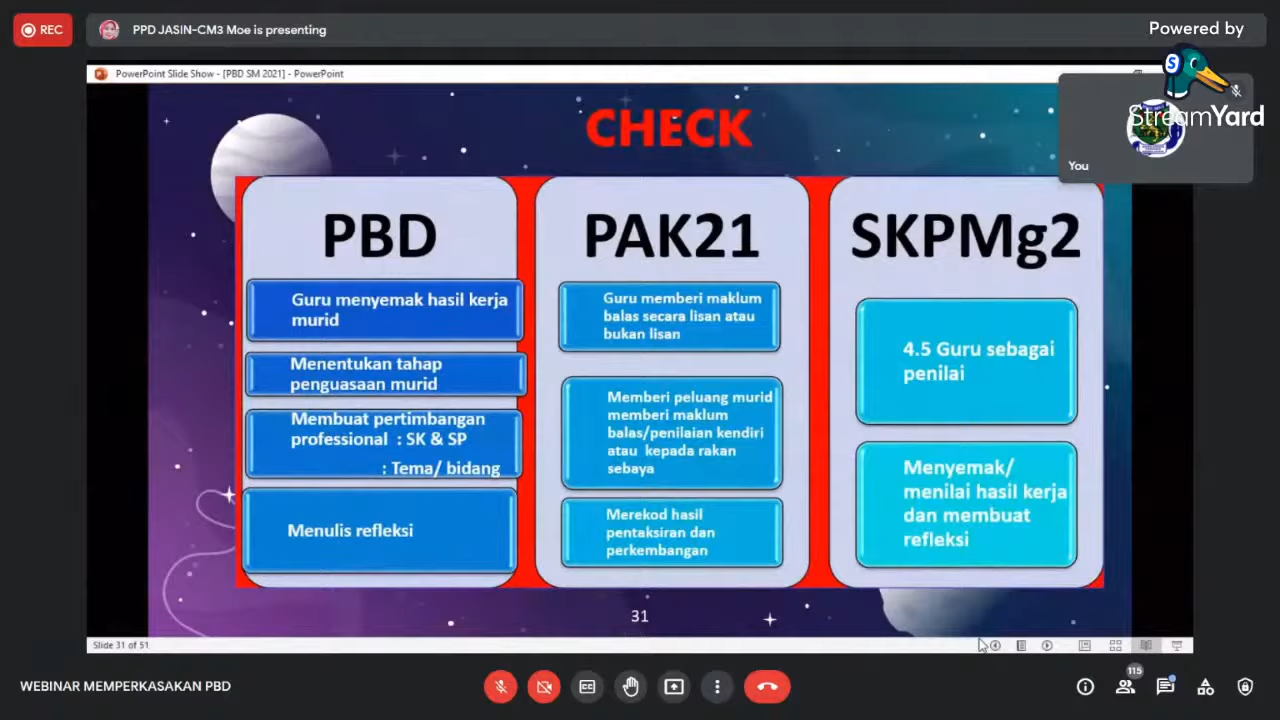 REC
PPD JASIN-CM3 Moe is presenting
Powered by
StreamYard
PowerPoint Slide Show - [PBD SM 2021] - PowerPoint
You
CHECK
PBD
Guru menyemak hasil kerja
murid
Menentukan tahap
penguasaan murid
Membuat pertimbangan
professional : SK & SP
: Tema/ bidang
Menulis refleksi
PAK21
Guru memberi maklum
balas secara lisan atau
bukan lisan
Memberi peluang murid
memberi maklum
balas/penilaian kendiri
atau kepada rakan
sebaya
Merekod hasil
pentaksiran dan
perkembangan
SKPMg2
4.5 Guru sebagai
penilai
Menyemak/
menilai hasil kerja
dan membuat
refleksi
31
Slide 31 of 51
WEBINAR MEMPERKASAKAN PBD
115